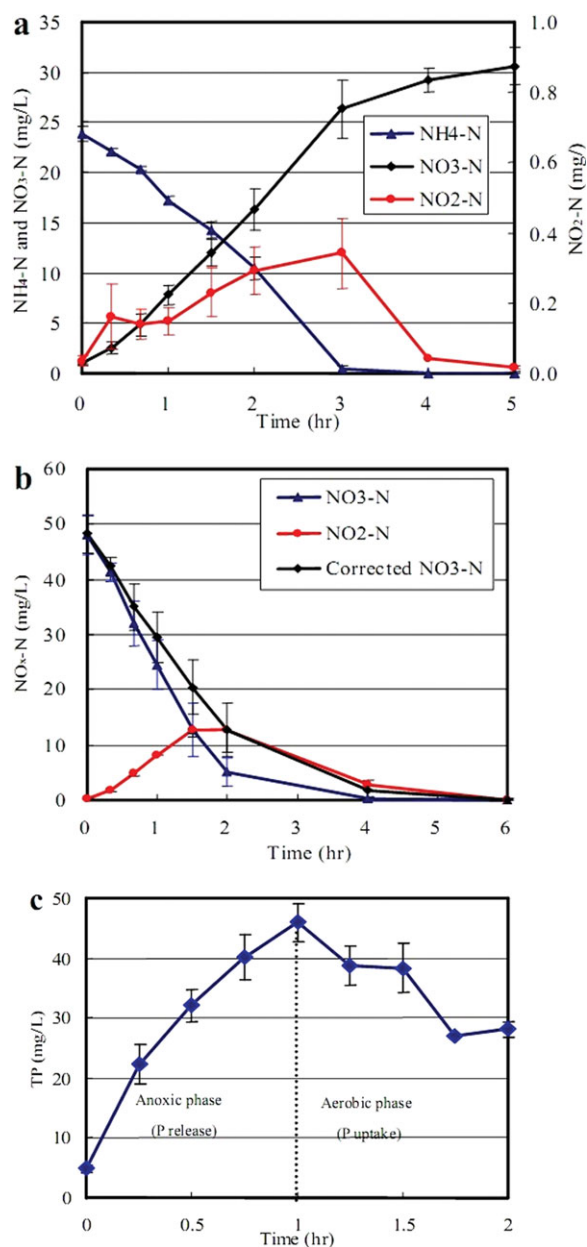 a
35
30
25
20
15
10
5
0
NH₄-N and NO₃-N (mg/L)
1.0
0.8
0.6
0.4
0.2
0.0
NO₂-N (mg/)
NH4-N
NO3-N
NO2-N
0 1 2 3 4 5
Time (hr)
b
60
50
40
30
20
10
0
NOₓ-N (mg/L)
NO3-N
NO2-N
Corrected NO3-N
0 1 2 3 4 5 6
Time (hr)
c
50
40
30
20
10
0
TP (mg/L)
Anoxic phase
(P release)
Aerobic phase
(P uptake)
0 0.5 1 1.5 2
Time (hr)